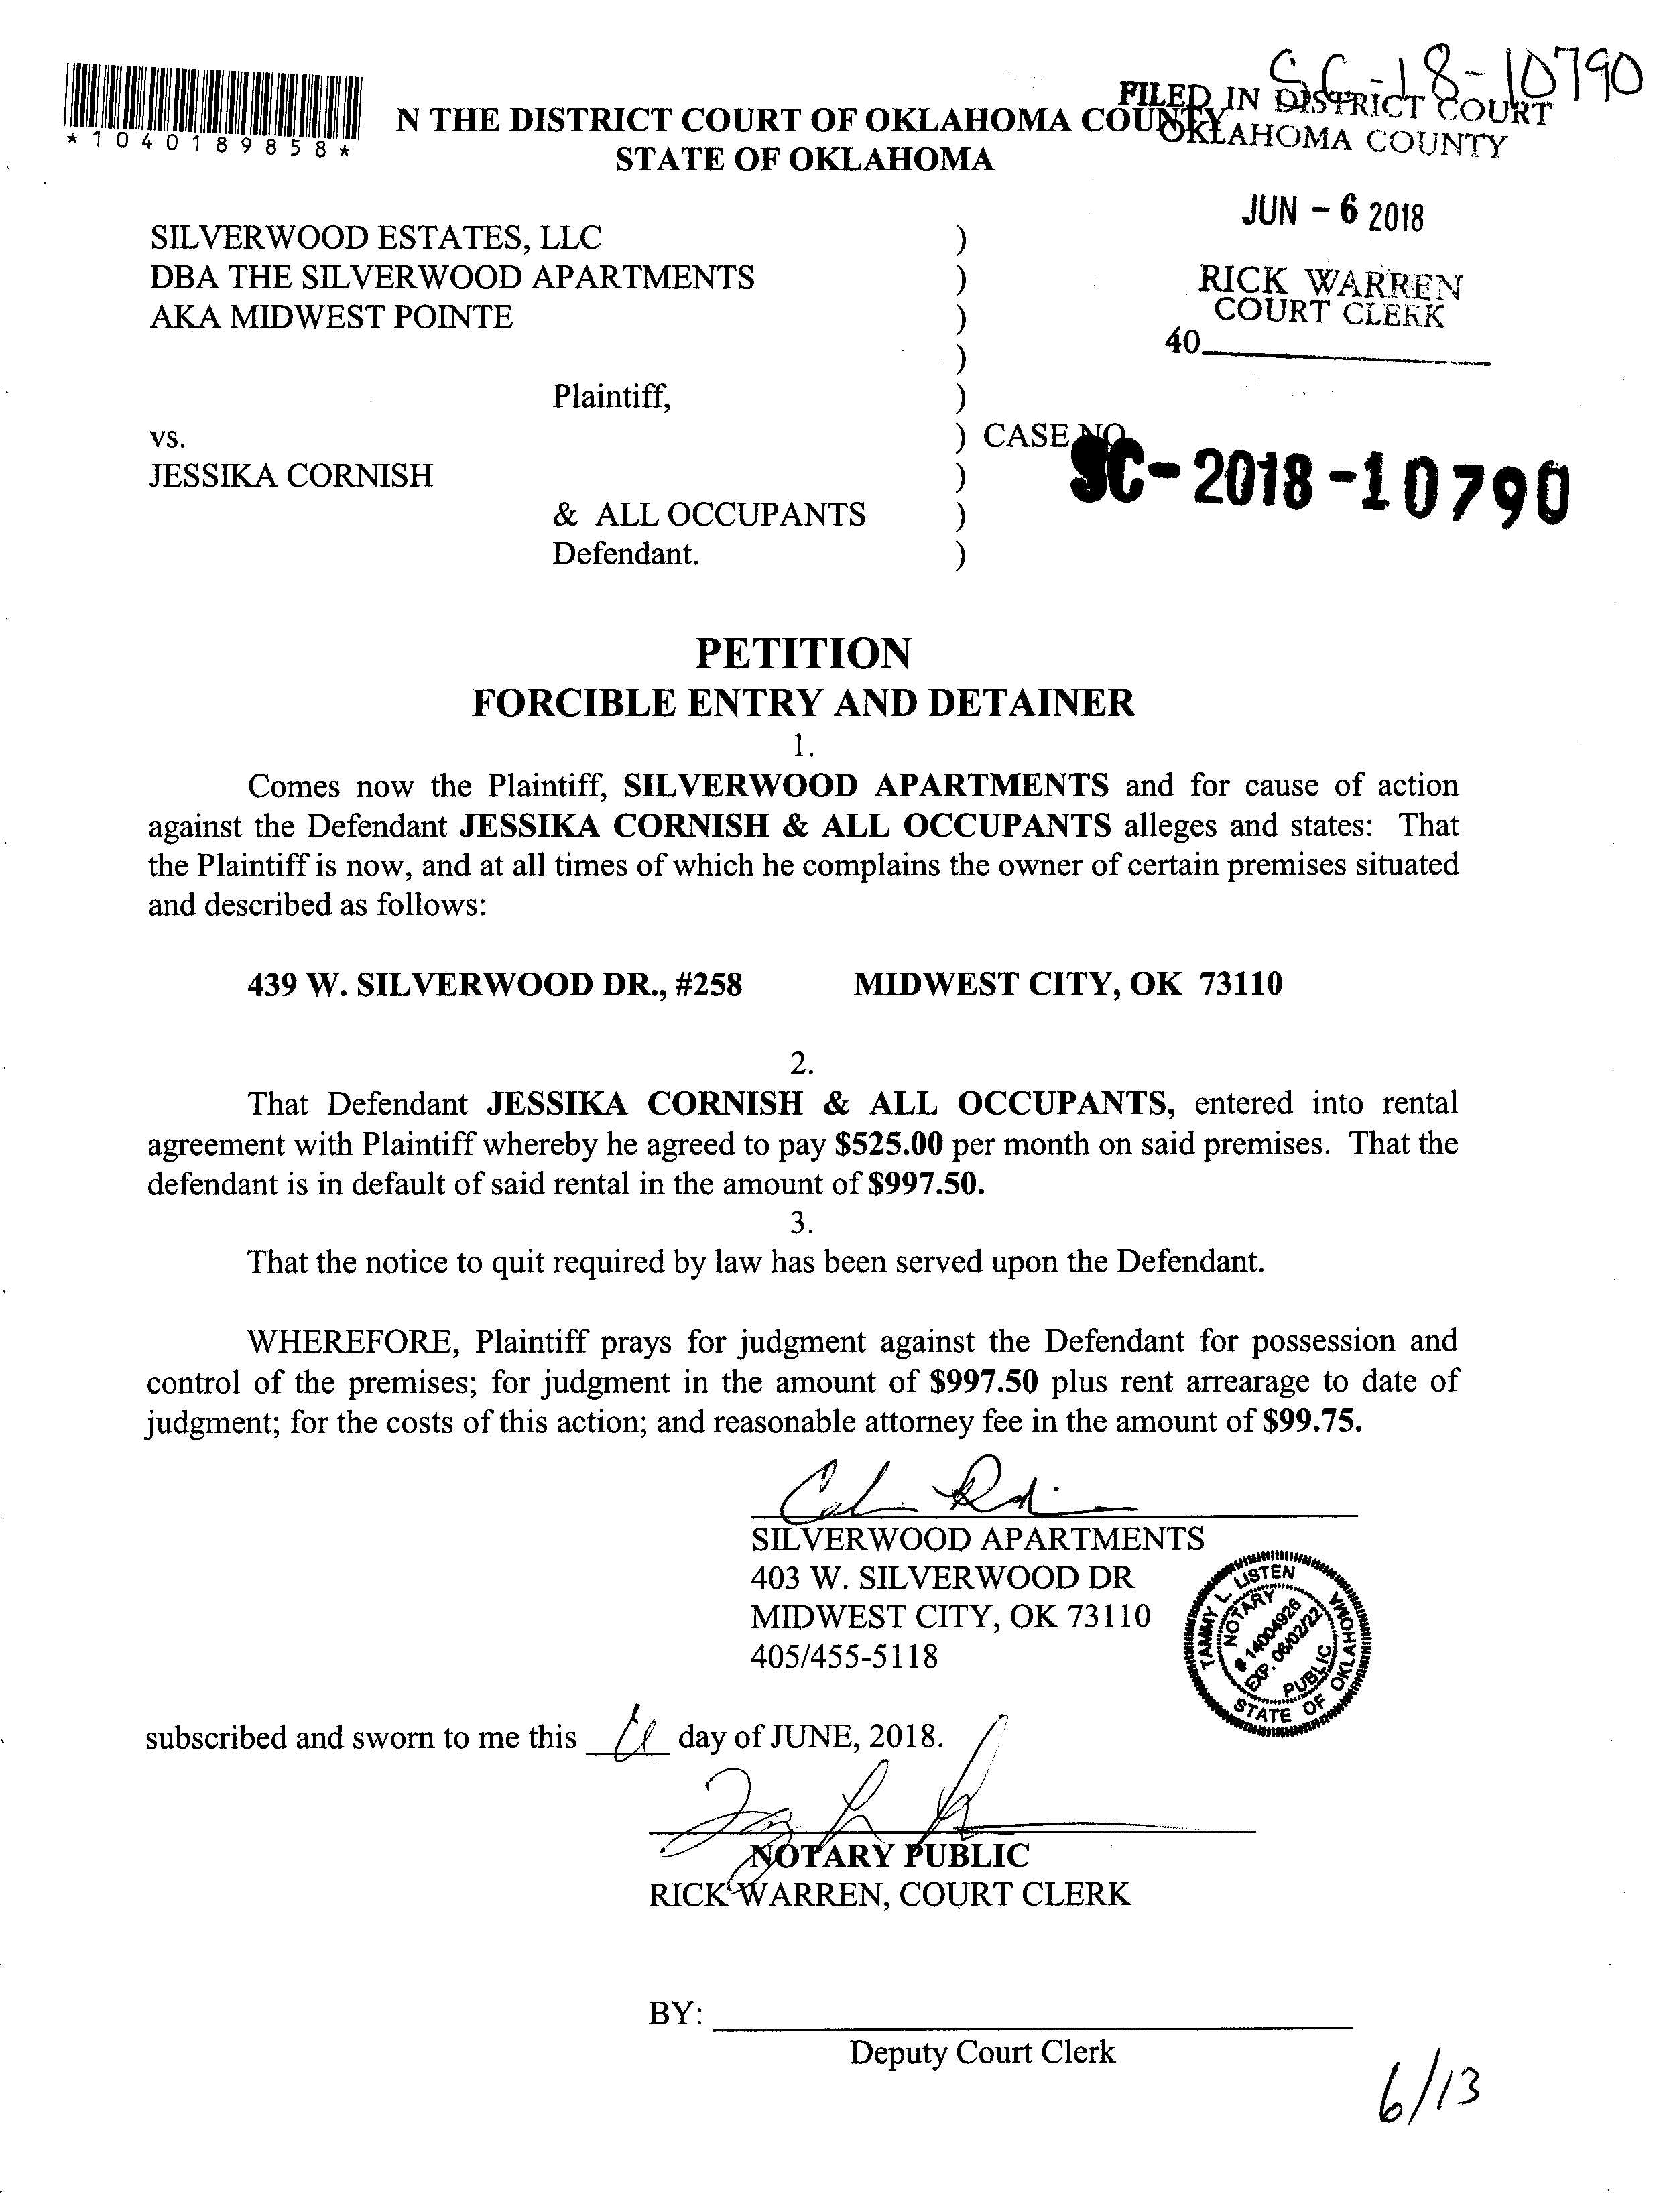 SC-18-10790
*1040189858*
N THE DISTRICT COURT OF OKLAHOMA COUNTY
STATE OF OKLAHOMA
FILED IN DISTRICT COURT
OKLAHOMA COUNTY
JUN - 6 2018
RICK WARREN
COURT CLERK
40
SILVERWOOD ESTATES, LLC )
DBA THE SILVERWOOD APARTMENTS )
AKA MIDWEST POINTE )
)
Plaintiff, )
vs. ) CASE NO.
SC-2018-10790
JESSIKA CORNISH )
& ALL OCCUPANTS )
Defendant. )
PETITION
FORCIBLE ENTRY AND DETAINER
1.
Comes now the Plaintiff, SILVERWOOD APARTMENTS and for cause of action
against the Defendant JESSIKA CORNISH & ALL OCCUPANTS alleges and states: That
the Plaintiff is now, and at all times of which he complains the owner of certain premises situated
and described as follows:
439 W. SILVERWOOD DR., #258 MIDWEST CITY, OK 73110
2.
That Defendant JESSIKA CORNISH & ALL OCCUPANTS, entered into rental
agreement with Plaintiff whereby he agreed to pay $525.00 per month on said premises. That the
defendant is in default of said rental in the amount of $997.50.
3.
That the notice to quit required by law has been served upon the Defendant.
WHEREFORE, Plaintiff prays for judgment against the Defendant for possession and
control of the premises; for judgment in the amount of $997.50 plus rent arrearage to date of
judgment; for the costs of this action; and reasonable attorney fee in the amount of $99.75.
SILVERWOOD APARTMENTS
403 W. SILVERWOOD DR
MIDWEST CITY, OK 73110
405/455-5118
TAMMY L. LISTEN
NOTARY
# 14004926
EXP. 06/02/22
PUBLIC
STATE OF OKLAHOMA
subscribed and sworn to me this day of JUNE, 2018.
NOTARY PUBLIC
RICK WARREN, COURT CLERK
BY:
Deputy Court Clerk
6/13